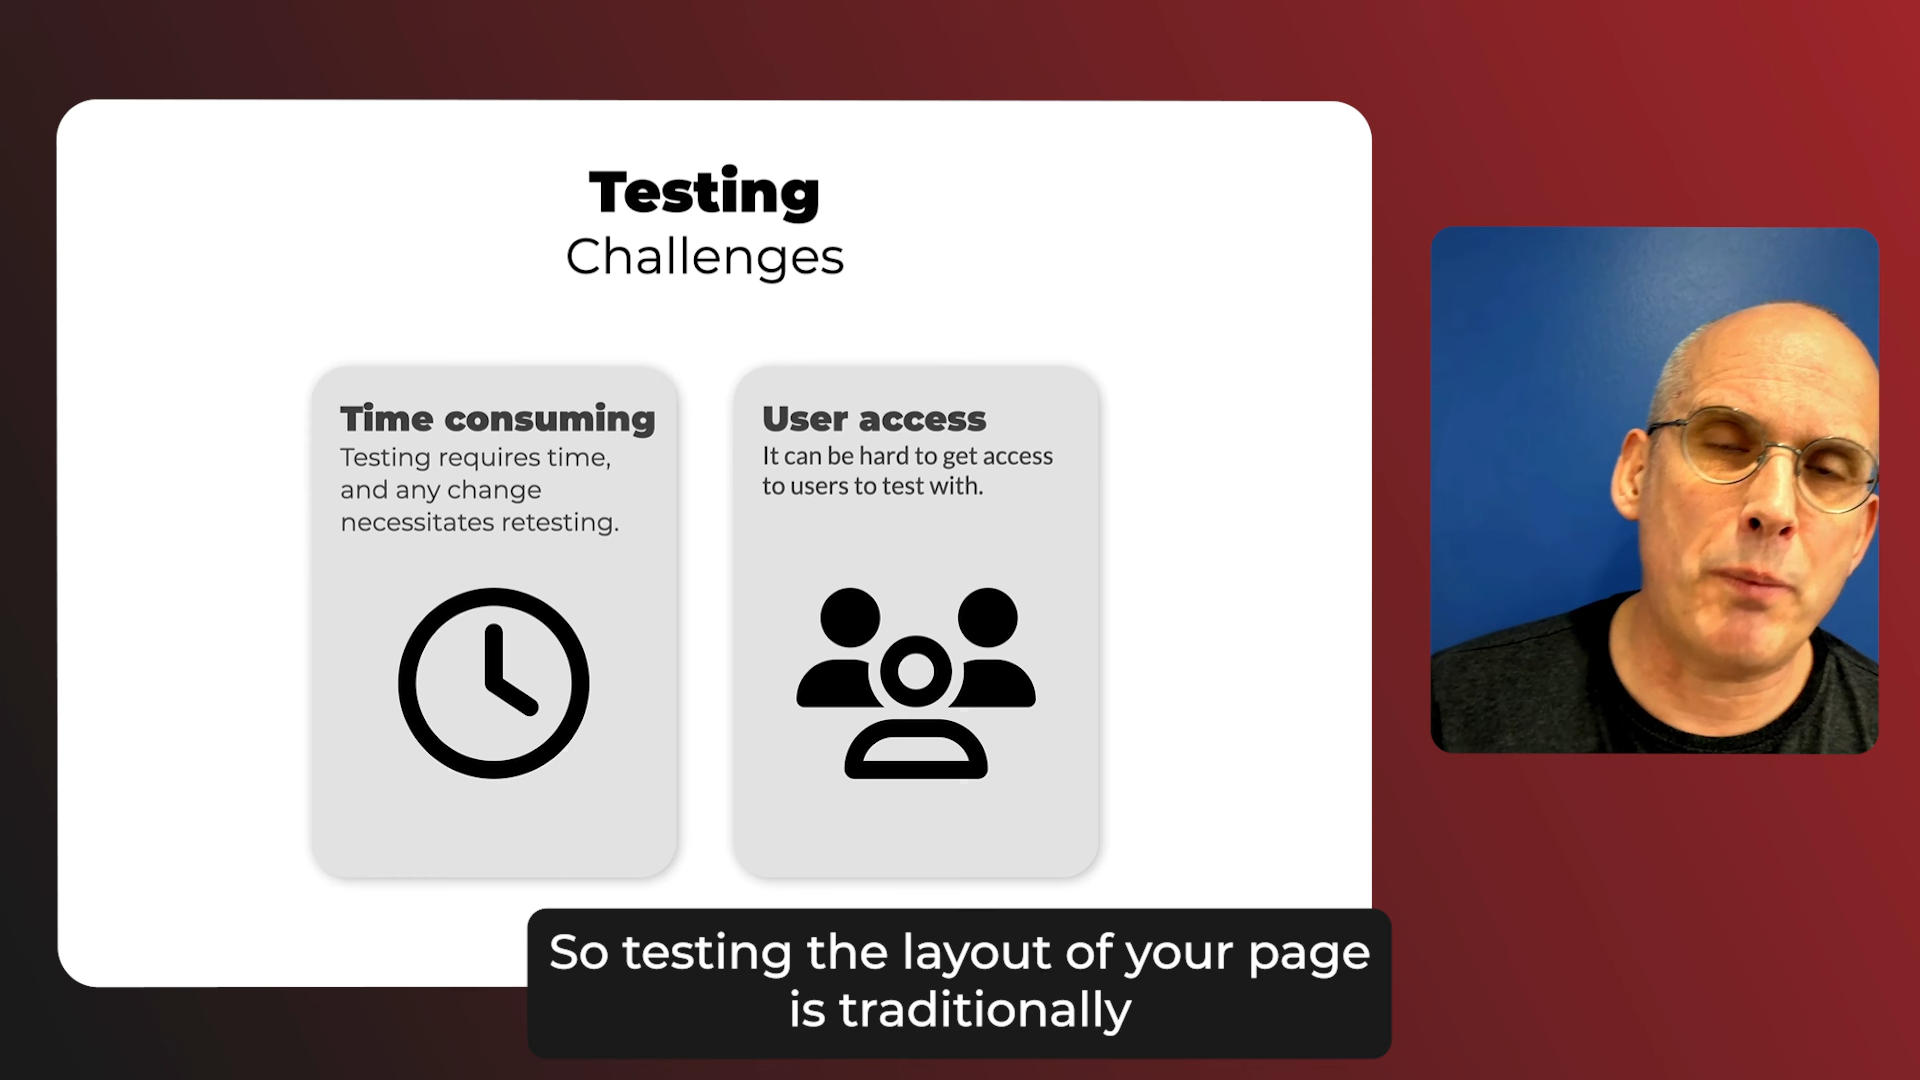 Testing
Challenges
Time consuming
Testing requires time,
and any change
necessitates retesting.
User access
It can be hard to get access
to users to test with.
So testing the layout of your page
is traditionally